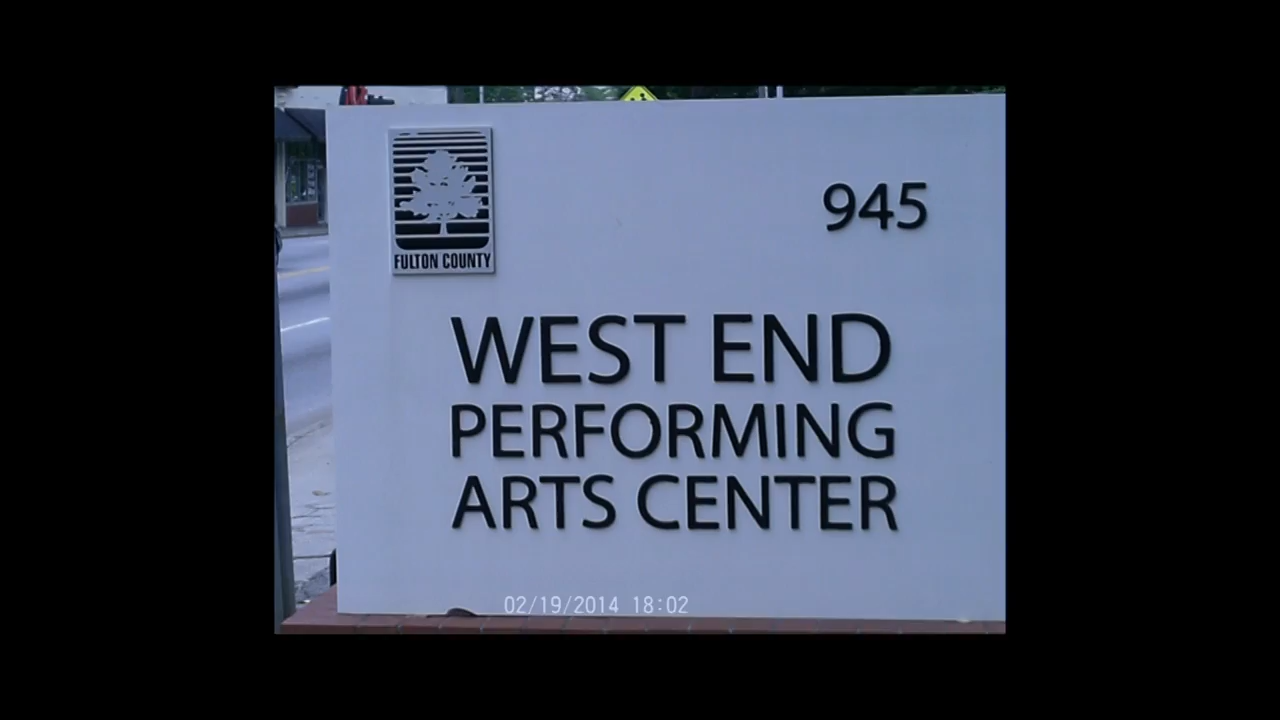 FULTON COUNTY
945
WEST END
PERFORMING
ARTS CENTER
02/19/2014 18:02